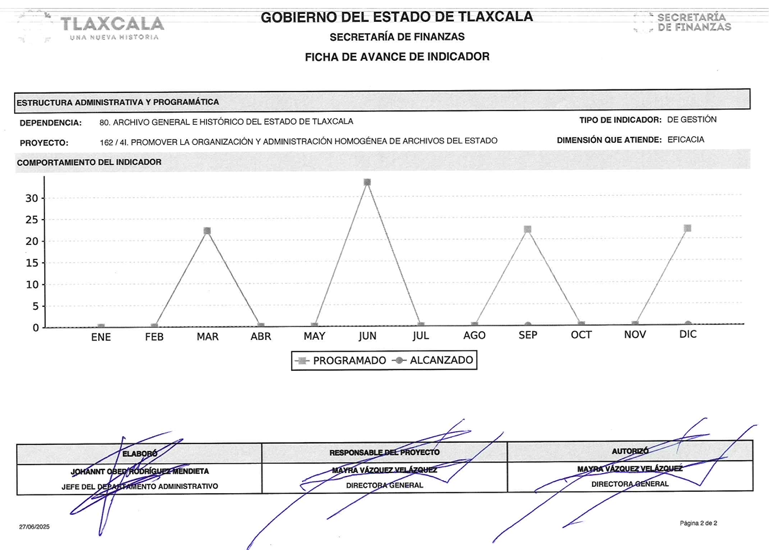 TLAXCALA
UNA NUEVA HISTORIA
GOBIERNO DEL ESTADO DE TLAXCALA
SECRETARÍA DE FINANZAS
FICHA DE AVANCE DE INDICADOR
SECRETARÍA
DE FINANZAS
ESTRUCTURA ADMINISTRATIVA Y PROGRAMÁTICA
DEPENDENCIA: 80. ARCHIVO GENERAL E HISTÓRICO DEL ESTADO DE TLAXCALA TIPO DE INDICADOR: DE GESTIÓN
PROYECTO: 162 / 4I. PROMOVER LA ORGANIZACIÓN Y ADMINISTRACIÓN HOMOGÉNEA DE ARCHIVOS DEL ESTADO DIMENSIÓN QUE ATIENDE: EFICACIA
COMPORTAMIENTO DEL INDICADOR
30
25
20
15
10
5
0
ENE FEB MAR ABR MAY JUN JUL AGO SEP OCT NOV DIC
PROGRAMADO ALCANZADO
ELABORÓ RESPONSABLE DEL PROYECTO AUTORIZÓ
JOHANNT OBED RODRÍGUEZ MENDIETA MAYRA VÁZQUEZ VELÁZQUEZ MAYRA VÁZQUEZ VELÁZQUEZ
JEFE DEL DEPARTAMENTO ADMINISTRATIVO DIRECTORA GENERAL DIRECTORA GENERAL
27/06/2025 Página 2 de 2